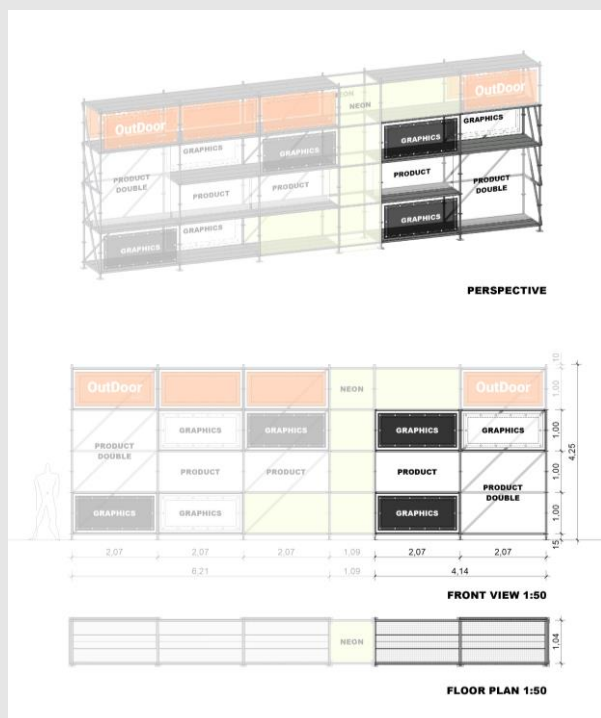 NEON
OutDoor
OutDoor
NEON
GRAPHICS
GRAPHICS
GRAPHICS
GRAPHICS
PRODUCT
DOUBLE
PRODUCT
PRODUCT
PRODUCT
PRODUCT
DOUBLE
GRAPHICS
GRAPHICS
GRAPHICS
PERSPECTIVE
OutDoor
NEON
OutDoor
10
1,00
GRAPHICS
GRAPHICS
GRAPHICS
GRAPHICS
1,00
4,25
PRODUCT
DOUBLE
PRODUCT
PRODUCT
PRODUCT
PRODUCT
DOUBLE
1,00
GRAPHICS
GRAPHICS
GRAPHICS
1,00
15
2,07 2,07 2,07 1,09 2,07 2,07
6,21 1,09 4,14
FRONT VIEW 1:50
NEON
1,04
FLOOR PLAN 1:50